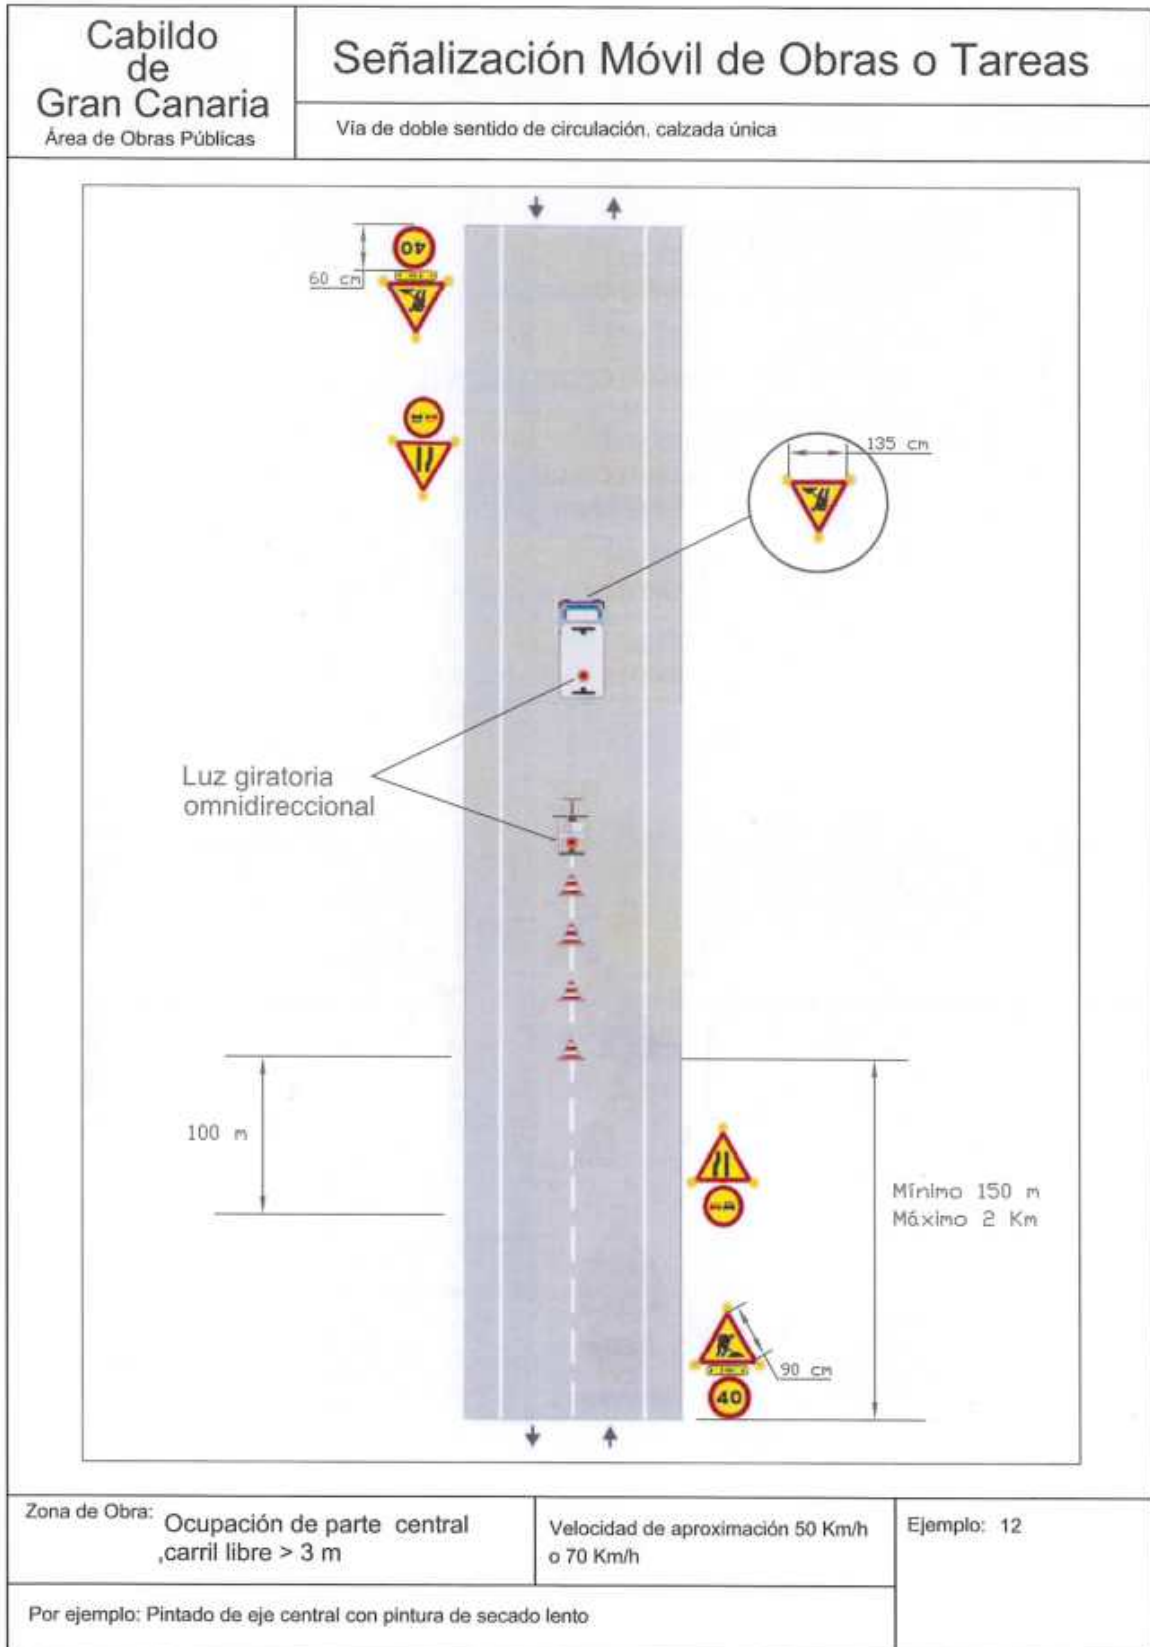 Cabildo
de
Gran Canaria
Área de Obras Públicas
Señalización Móvil de Obras o Tareas
Vía de doble sentido de circulación. calzada única
40
60 cm
135 cm
Luz giratoria
omnidireccional
100 m
Mínimo 150 m
Máximo 2 Km
90 cm
40
Zona de Obra: Ocupación de parte central
,carril libre > 3 m
Velocidad de aproximación 50 Km/h
o 70 Km/h
Ejemplo: 12
Por ejemplo: Pintado de eje central con pintura de secado lento